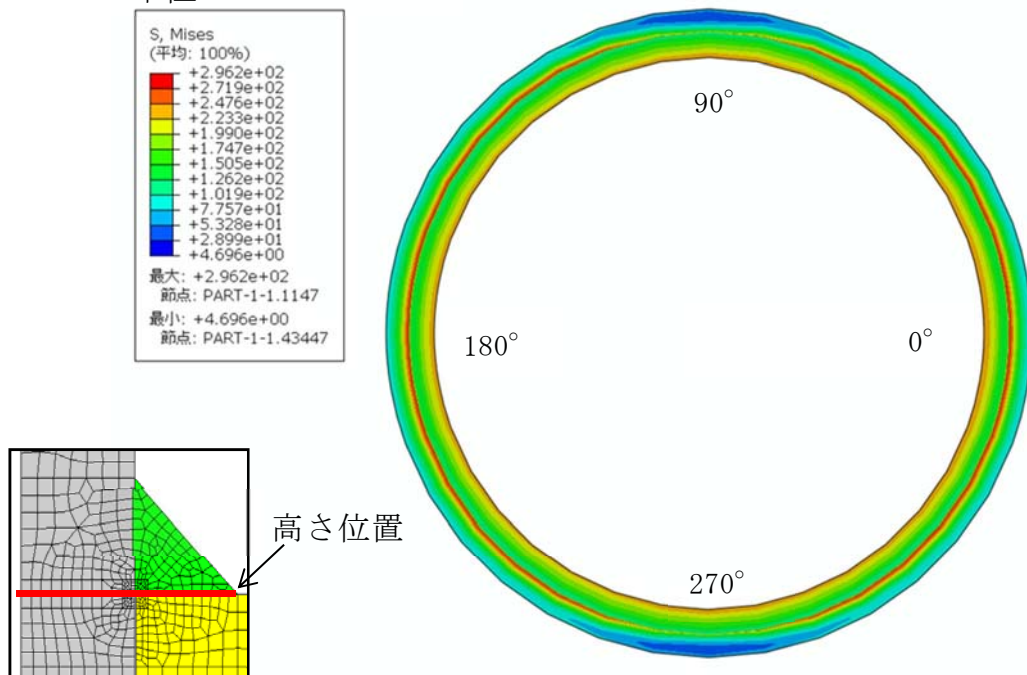 S, Mises
(平均: 100%)
+2.962e+02
+2.719e+02
+2.476e+02
+2.233e+02
+1.990e+02
+1.747e+02
+1.505e+02
+1.262e+02
+1.019e+02
+7.757e+01
+5.328e+01
+2.899e+01
+4.696e+00
最大: +2.962e+02
節点: PART-1-1.1147
最小: +4.696e+00
節点: PART-1-1.43447
90°
180°
0°
270°
高さ位置